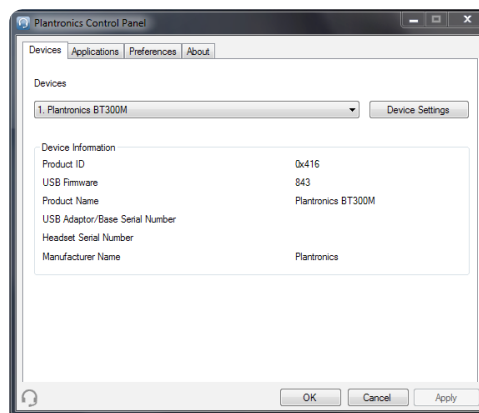 Plantronics Control Panel
Devices Applications Preferences About
Devices
1. Plantronics BT300M Device Settings
Device Information
Product ID 0x416
USB Firmware 843
Product Name Plantronics BT300M
USB Adaptor/Base Serial Number
Headset Serial Number
Manufacturer Name Plantronics
OK Cancel Apply